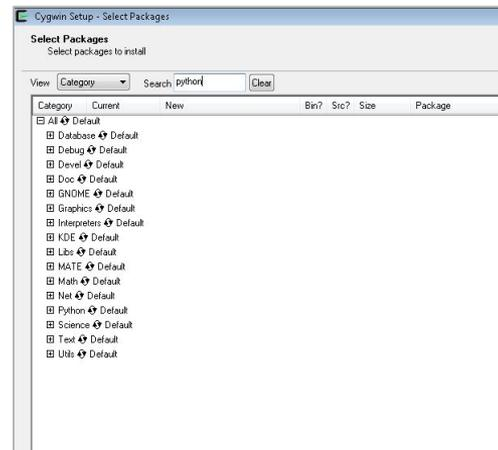 Cygwin Setup - Select Packages
Select Packages
Select packages to install
View Category Search python Clear
Category Current New Bin? Src? Size Package
All Default
Database Default
Debug Default
Devel Default
Doc Default
GNOME Default
Graphics Default
Interpreters Default
KDE Default
Libs Default
MATE Default
Math Default
Net Default
Python Default
Science Default
Text Default
Utils Default